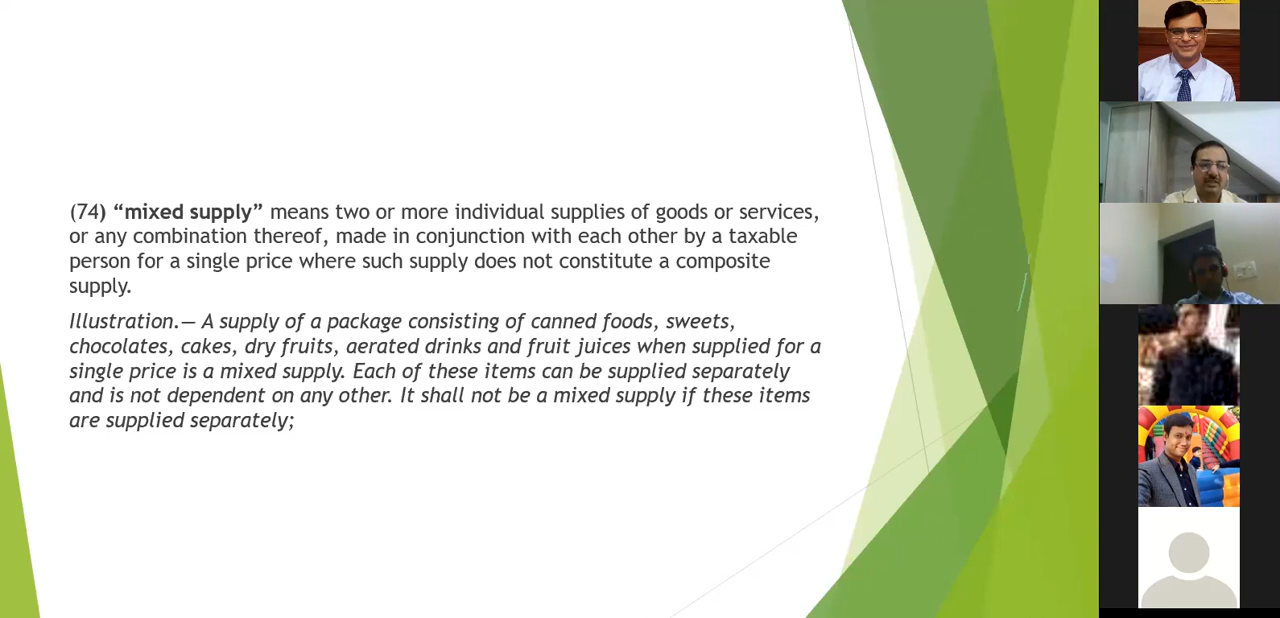 (74) “mixed supply” means two or more individual supplies of goods or services,
or any combination thereof, made in conjunction with each other by a taxable
person for a single price where such supply does not constitute a composite
supply.
Illustration.— A supply of a package consisting of canned foods, sweets,
chocolates, cakes, dry fruits, aerated drinks and fruit juices when supplied for a
single price is a mixed supply. Each of these items can be supplied separately
and is not dependent on any other. It shall not be a mixed supply if these items
are supplied separately;